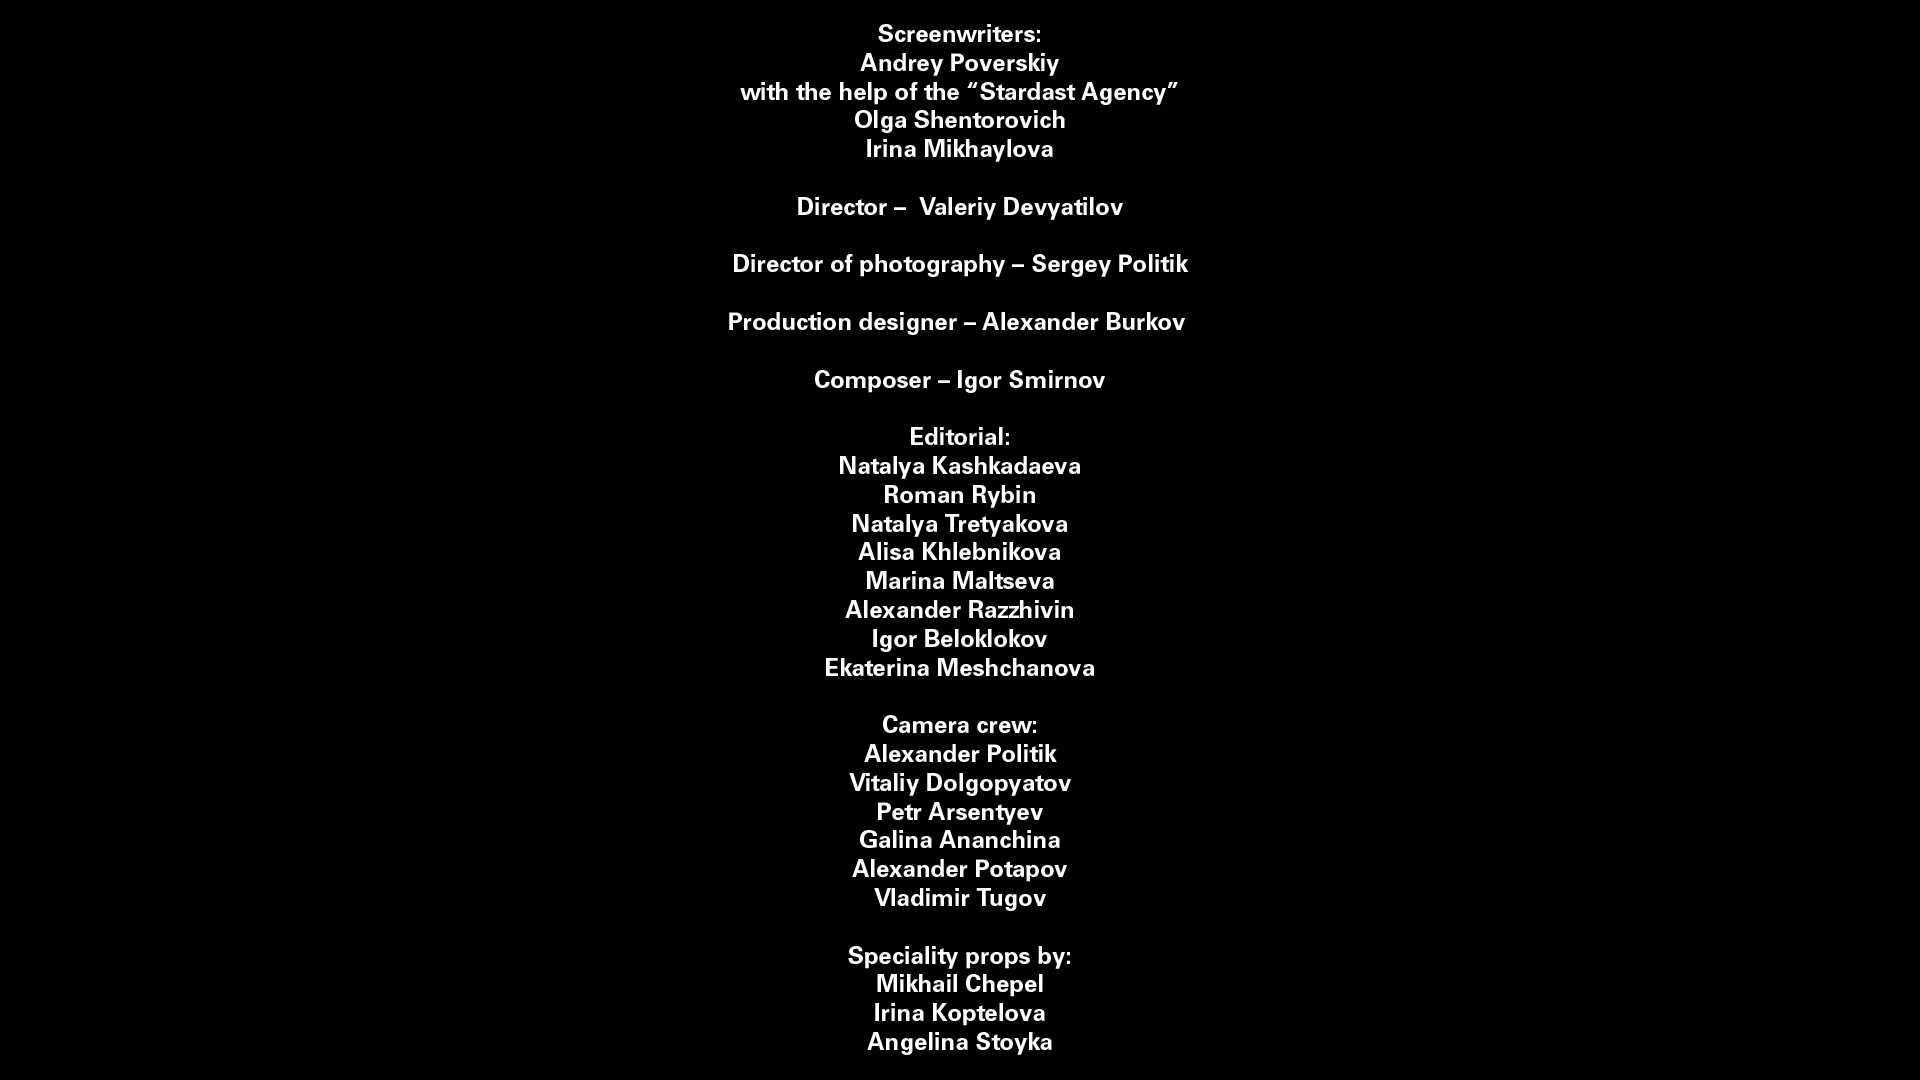 Screenwriters:
Andrey Poverskiy
with the help of the “Stardast Agency”
Olga Shentorovich
Irina Mikhaylova
Director –  Valeriy Devyatilov
Director of photography – Sergey Politik
Production designer – Alexander Burkov
Composer – Igor Smirnov
Editorial:
Natalya Kashkadaeva
Roman Rybin
Natalya Tretyakova
Alisa Khlebnikova
Marina Maltseva
Alexander Razzhivin
Igor Beloklokov
Ekaterina Meshchanova
Camera crew:
Alexander Politik
Vitaliy Dolgopyatov
Petr Arsentyev
Galina Ananchina
Alexander Potapov
Vladimir Tugov
Speciality props by:
Mikhail Chepel
Irina Koptelova
Angelina Stoyka